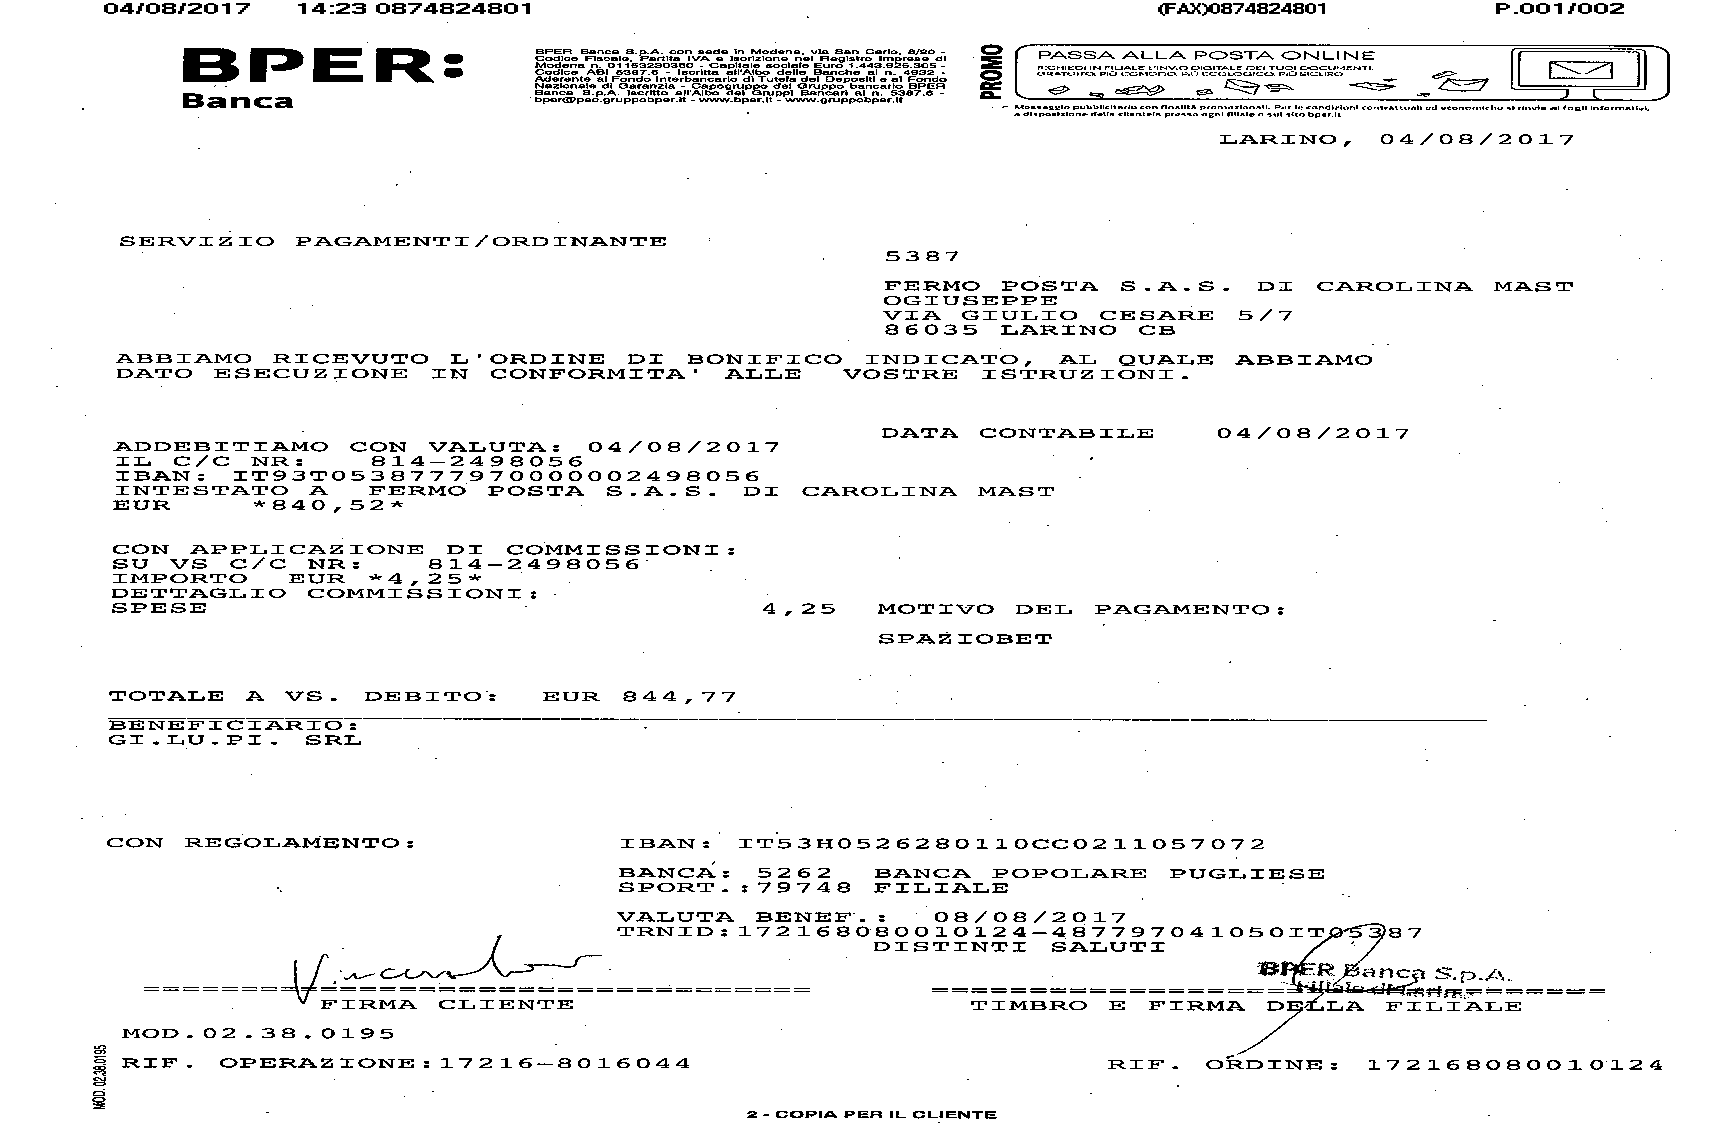 04/08/2017 14:23 0874824801 (FAX)0874824801 P.001/002
BPER:
Banca
BPER Banca S.p.A. con sede in Modena, via San Carlo, 8/20 -
Codice Fiscale, Partita IVA e Iscrizione nel Registro Imprese di
Modena n. 01153230360 - Capitale sociale Euro 1.443.925.305 -
Codice ABI 5387.6 - Iscritta all'Albo delle Banche al n. 4932 -
Aderente al Fondo Interbancario di Tutela dei Depositi e al Fondo
Nazionale di Garanzia - Capogruppo del Gruppo bancario BPER
Banca S.p.A. iscritto all'Albo dei Gruppi Bancari al n. 5387.6 -
bper@pec.gruppobper.it - www.bper.it - www.gruppobper.it
PROMO
PASSA ALLA POSTA ONLINE
RICHIEDI IN FILIALE L'INVIO DIGITALE DEI TUOI DOCUMENTI.
GRATUITO, PIÙ COMODO, PIÙ ECOLOGICO, PIÙ SICURO
Messaggio pubblicitario con finalità promozionali. Per le condizioni contrattuali ed economiche si rinvia ai fogli informativi,
a disposizione della clientela presso ogni filiale o sul sito bper.it
LARINO, 04/08/2017
SERVIZIO PAGAMENTI/ORDINANTE
5387
FERMO POSTA S.A.S. DI CAROLINA MAST
OGIUSEPPE
VIA GIULIO CESARE 5/7
86035 LARINO CB
ABBIAMO RICEVUTO L'ORDINE DI BONIFICO INDICATO, AL QUALE ABBIAMO
DATO ESECUZIONE IN CONFORMITA' ALLE VOSTRE ISTRUZIONI.
DATA CONTABILE 04/08/2017
ADDEBITIAMO CON VALUTA: 04/08/2017
IL C/C NR: 814-2498056
IBAN: IT93T0538777970000002498056
INTESTATO A FERMO POSTA S.A.S. DI CAROLINA MAST
EUR *840,52*
CON APPLICAZIONE DI COMMISSIONI:
SU VS C/C NR: 814-2498056
IMPORTO EUR *4,25*
DETTAGLIO COMMISSIONI:
SPESE 4,25 MOTIVO DEL PAGAMENTO:
SPAZIOBET
TOTALE A VS. DEBITO: EUR 844,77
BENEFICIARIO:
GI.LU.PI. SRL
CON REGOLAMENTO: IBAN: IT53H0526280110CC0211057072
BANCA: 5262 BANCA POPOLARE PUGLIESE
SPORT.:79748 FILIALE
VALUTA BENEF.: 08/08/2017
TRNID:172168080010124-487797041050IT05387
DISTINTI SALUTI
BPER Banca S.p.A.
FIRMA CLIENTE TIMBRO E FIRMA DELLA FILIALE
MOD.02.38.0195
RIF. OPERAZIONE:17216-8016044 RIF. ORDINE: 172168080010124
MOD. 02.38.0195
2 - COPIA PER IL CLIENTE